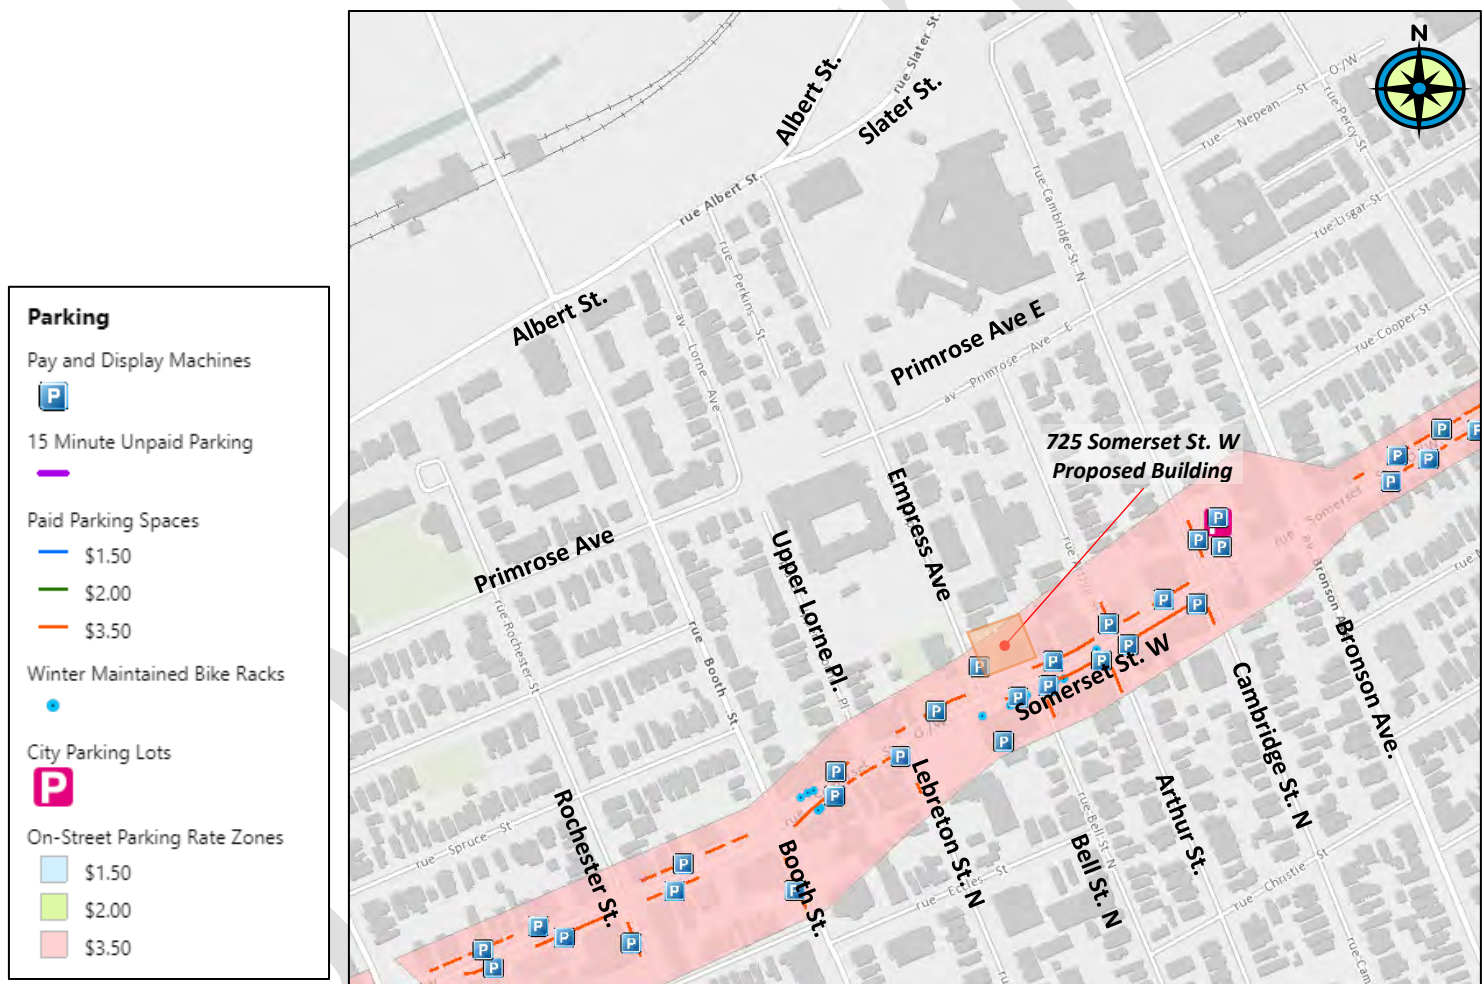 Parking
Pay and Display Machines
P
15 Minute Unpaid Parking
Paid Parking Spaces
$1.50
$2.00
$3.50
Winter Maintained Bike Racks
City Parking Lots
P
On-Street Parking Rate Zones
$1.50
$2.00
$3.50
N
Albert St.
rue Slater St.
Slater St.
O/W
rue Nepean St
rue Percy St
rue Albert St.
rue Cambridge St. N
rue Lisgar St
rue Perkins St
Albert St.
Primrose Ave E
av Primrose Ave E
rue Cooper St
av Lorne Ave
725 Somerset St. W
Proposed Building
Empress Ave
Primrose Ave
Upper Lorne Pl.
rue Rochester St
rue Booth St.
Somerset St. W
Bronson Ave.
Cambridge St. N
Arthur St.
Lebreton St. N
Bell St. N
rue Bell St. N
Rochester St.
Booth St.
rue Spruce St
rue Eccles St
rue Christie St